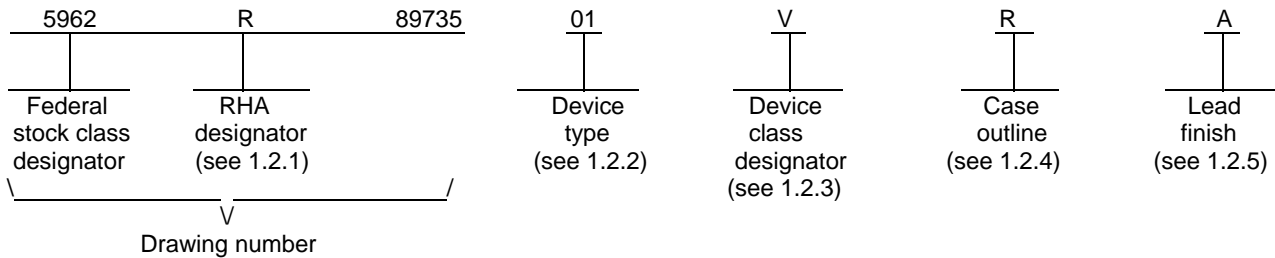 5962 R 89735 01 V R A
Federal RHA Device Device Case Lead
stock class designator type class outline finish
designator (see 1.2.1) (see 1.2.2) designator (see 1.2.4) (see 1.2.5)
(see 1.2.3)
Drawing number